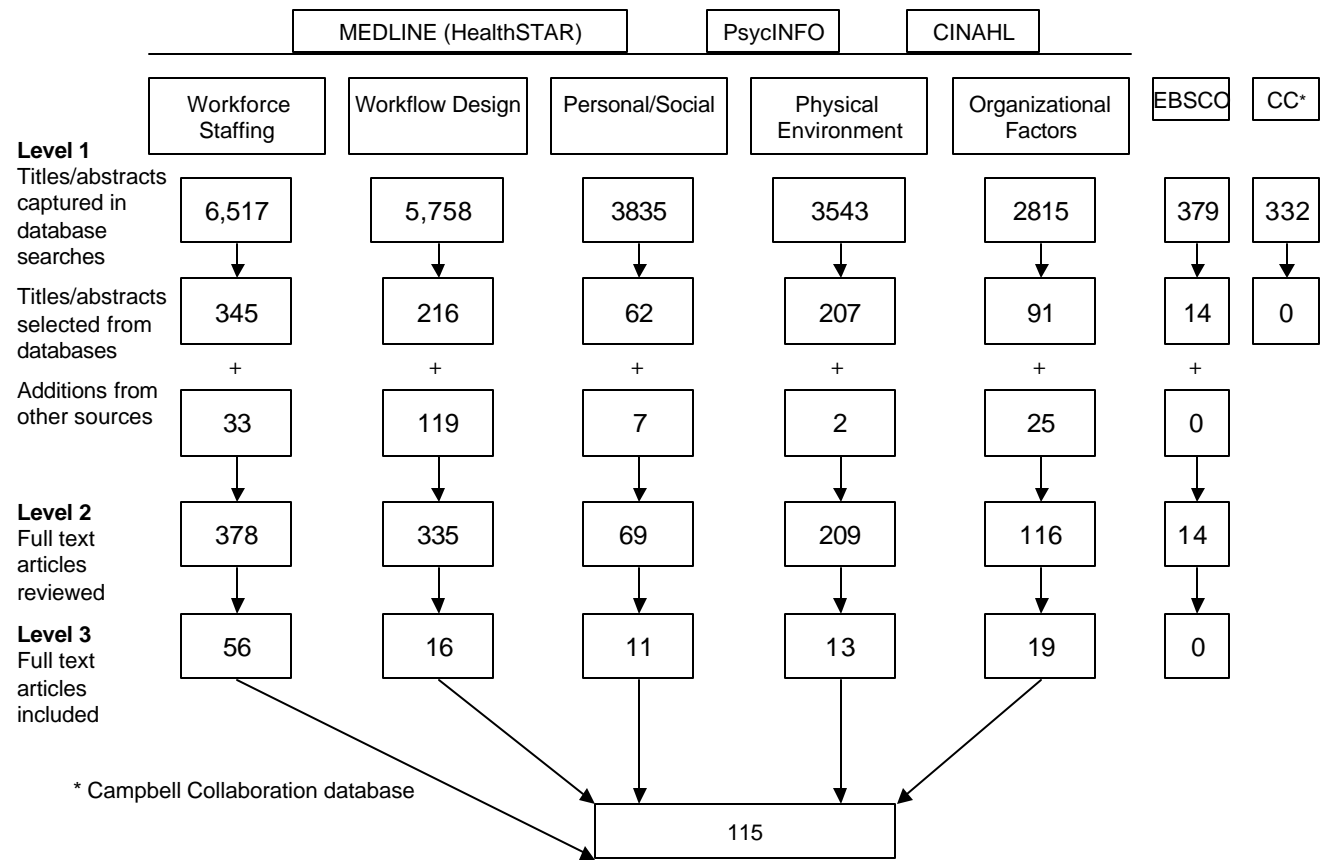 MEDLINE (HealthSTAR)
PsycINFO
CINAHL
Workforce
Staffing
Workflow Design
Personal/Social
Physical
Environment
Organizational
Factors
EBSCO
CC*
Level 1
Titles/abstracts
captured in
database
searches
6,517
5,758
3835
3543
2815
379
332
Titles/abstracts
selected from
databases
345
216
62
207
91
14
0
+
+
+
+
+
+
Additions from
other sources
33
119
7
2
25
0
Level 2
Full text
articles
reviewed
378
335
69
209
116
14
Level 3
Full text
articles
included
56
16
11
13
19
0
* Campbell Collaboration database
115